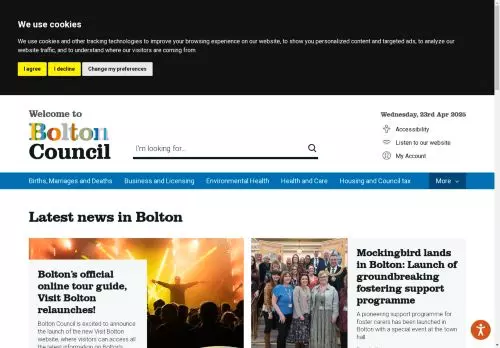 We use cookies
We use cookies and other tracking technologies to improve your browsing experience on our website, to show you personalized content and targeted ads, to analyze our
website traffic, and to understand where our visitors are coming from.
I agree I decline Change my preferences
Welcome to
Bolton
Council
I'm looking for...
Wednesday, 23rd Apr 2025
Accessibility
Listen to our website
My Account
Births, Marriages and Deaths Business and Licensing Environmental Health Health and Care Housing and Council tax More
Latest news in Bolton
Bolton's official
online tour guide,
Visit Bolton
relaunches!
Bolton Council is excited to announce
the launch of the new Visit Bolton
website, where visitors can access all
the latest information on Bolton's
Mockingbird lands
in Bolton: Launch of
groundbreaking
fostering support
programme
A pioneering support programme for
foster carers has been launched in
Bolton with a special event at the town
hall.